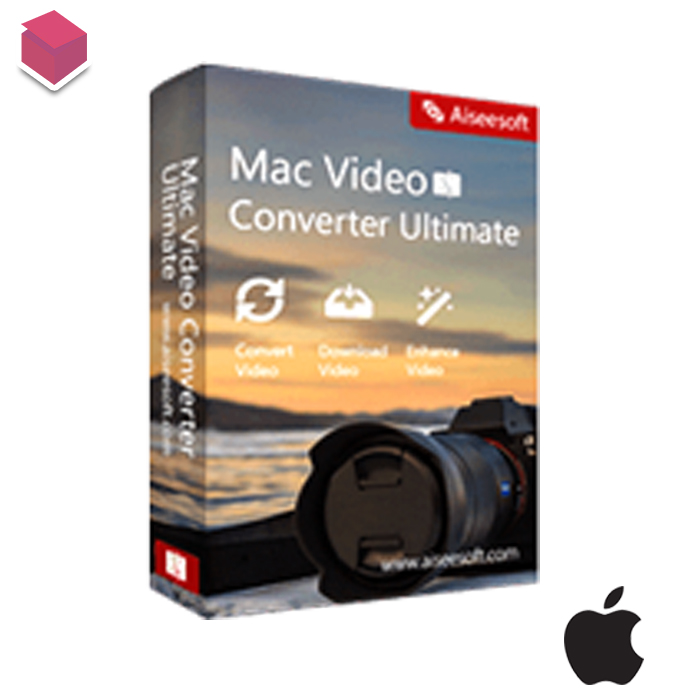 Aiseesoft
Mac Video
Converter Ultimate
Convert
Video
Download
Video
Enhance
Video
www.aiseesoft.com
Mac Video Converter
Ultimate
www.aiseesoft.com